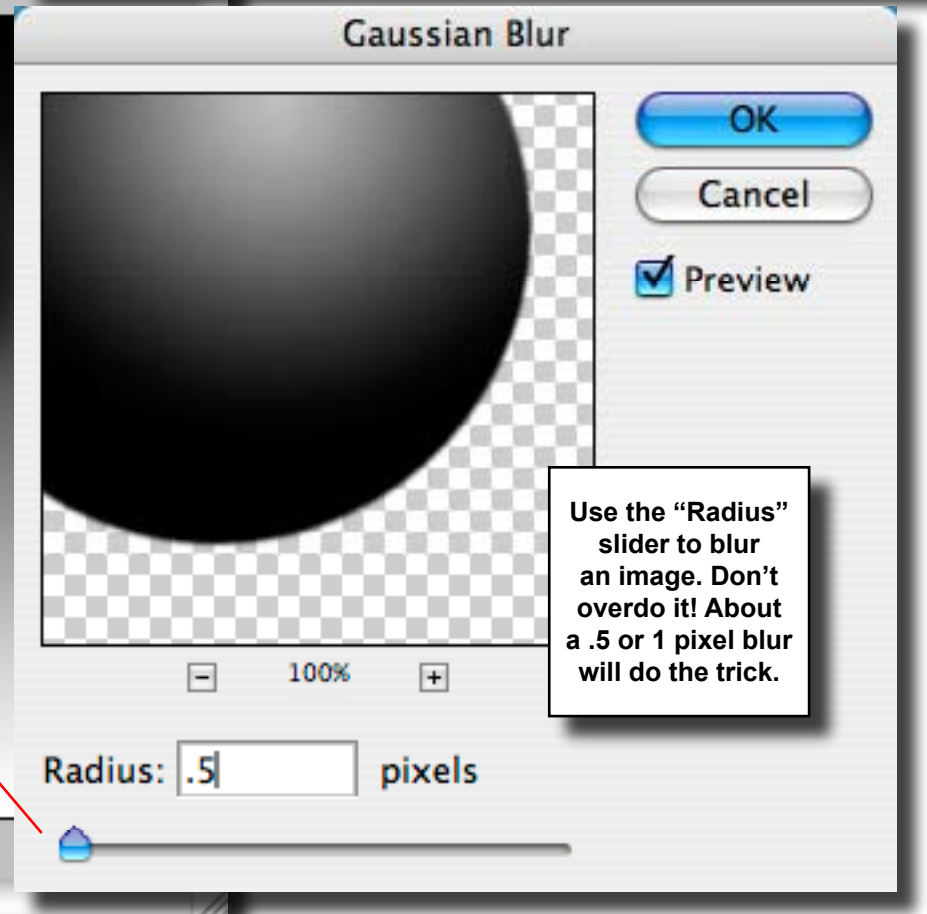 Gaussian Blur
OK
Cancel
Preview
Use the “Radius”
slider to blur
an image. Don’t
overdo it! About
a .5 or 1 pixel blur
will do the trick.
- 100% +
Radius: .5 pixels